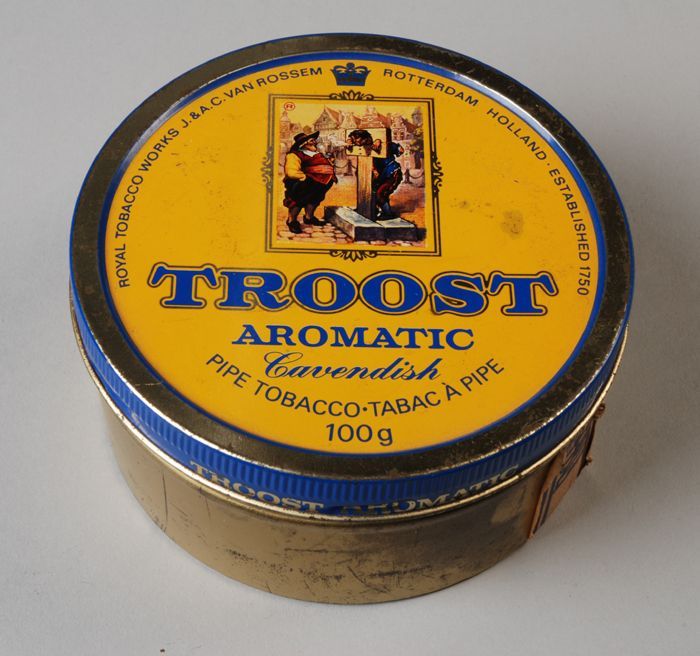 ROYAL TOBACCO WORKS J.&A.C. VAN ROSSEM ROTTERDAM HOLLAND · ESTABLISHED 1750
®
TROOST
AROMATIC
Cavendish
PIPE TOBACCO·TABAC À PIPE
100g
TROOST AROMATIC